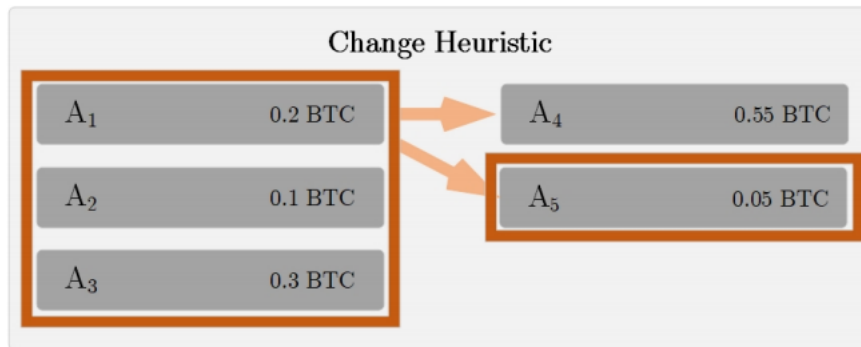 Change Heuristic
A₁ 0.2 BTC
A₄ 0.55 BTC
A₂ 0.1 BTC
A₅ 0.05 BTC
A₃ 0.3 BTC